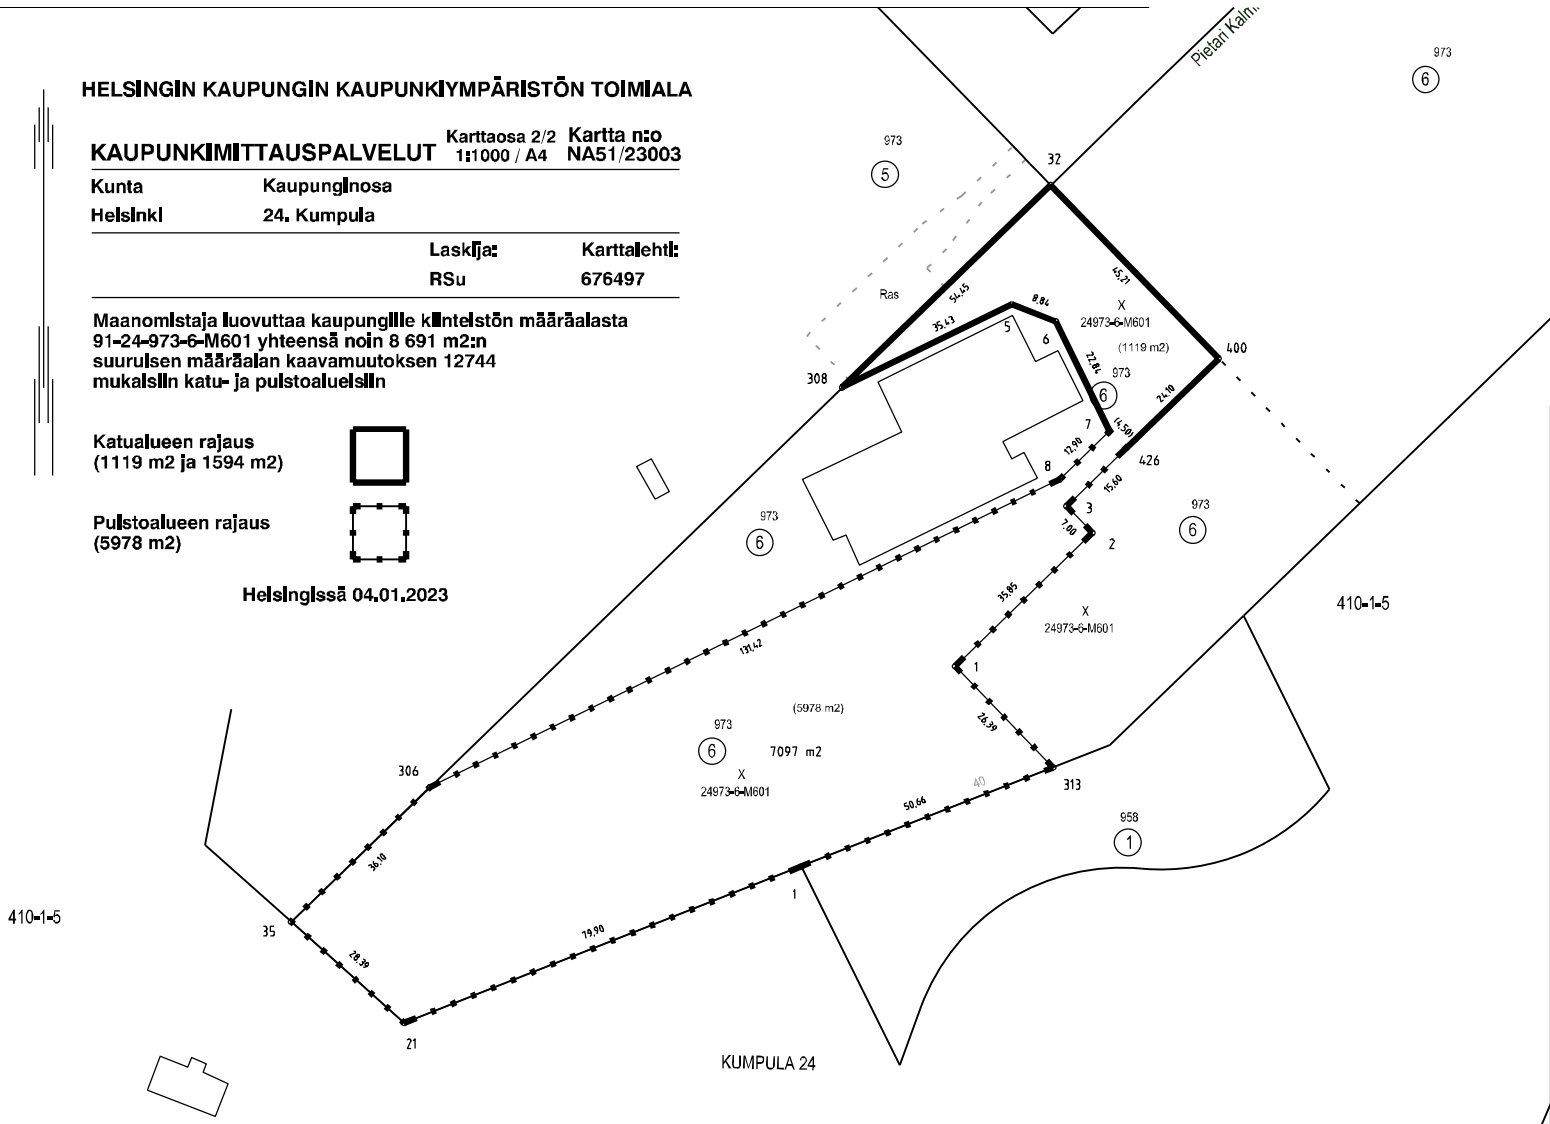 HELSINGIN KAUPUNGIN KAUPUNKIYMPÄRISTÖN TOIMIALA
KAUPUNKIMITTAUSPALVELUT
Karttaosa 2/2
1:1000 / A4
Kartta n:o
NA51/23003
Kunta Kaupunginosa
Helsinki 24. Kumpula
Laskija: Karttalehti:
RSu 676497
Maanomistaja luovuttaa kaupungille kiinteistön määräalasta
91-24-973-6-M601 yhteensä noin 8 691 m2:n
suuruisen määräalan kaavamuutoksen 12744
mukaisiin katu- ja puistoalueisiin
Katualueen rajaus
(1119 m2 ja 1594 m2)
Puistoalueen rajaus
(5978 m2)
Helsingissä 04.01.2023
Pietari
973
6
973
5
32
45,21
54,45
Ras
8,84
35,43
5
6
X
24973-6-M601
(1119 m2)
400
22,84
973
6
24,10
308
7
(4,50)
12,90
426
8
15,60
3
7,00
2
973
6
973
6
35,85
X
24973-6-M601
410-1-5
131,42
1
26,39
(5978 m2)
973
6
7097 m2
X
24973-6-M601
306
40
313
50,66
958
1
36,10
1
410-1-5
35
79,90
28,39
21
KUMPULA 24